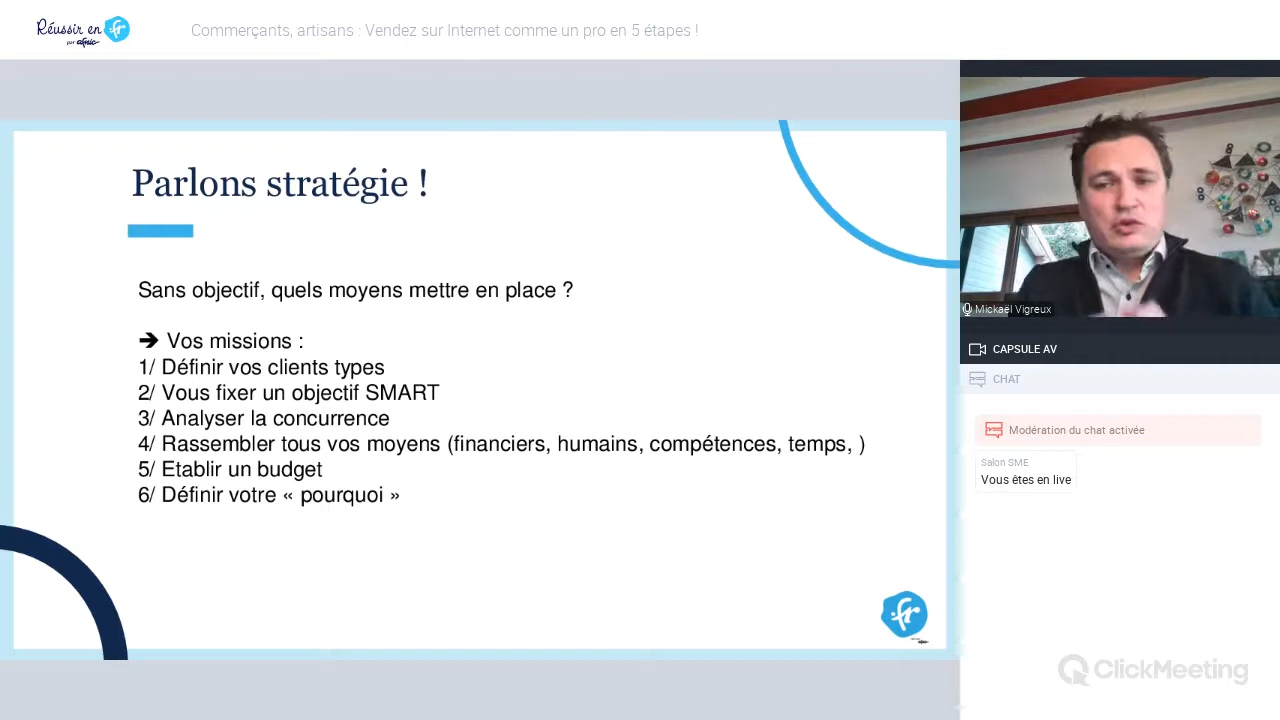 Réussir en .fr
par afnic
Commerçants, artisans : Vendez sur Internet comme un pro en 5 étapes !
Parlons stratégie !
Sans objectif, quels moyens mettre en place ?
➔ Vos missions :
1/ Définir vos clients types
2/ Vous fixer un objectif SMART
3/ Analyser la concurrence
4/ Rassembler tous vos moyens (financiers, humains, compétences, temps, )
5/ Etablir un budget
6/ Définir votre « pourquoi »
.fr
Mickaël Vigreux
CAPSULE AV
CHAT
Modération du chat activée
Salon SME
Vous êtes en live
ClickMeeting